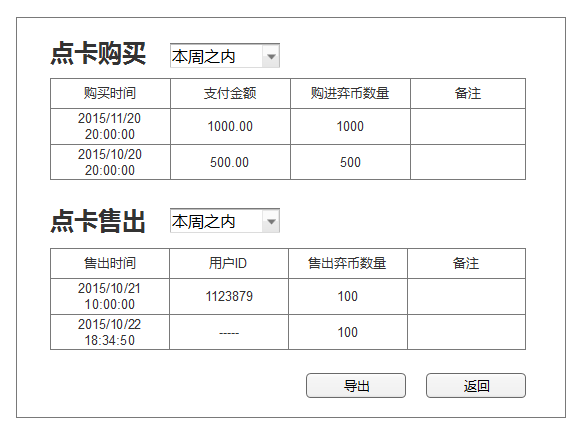 点卡购买 本周之内
购买时间 支付金额 购进弈币数量 备注
2015/11/20
20:00:00 1000.00 1000
2015/10/20
20:00:00 500.00 500
点卡售出 本周之内
售出时间 用户ID 售出弈币数量 备注
2015/10/21
10:00:00 1123879 100
2015/10/22
18:34:50 ----- 100
导出 返回